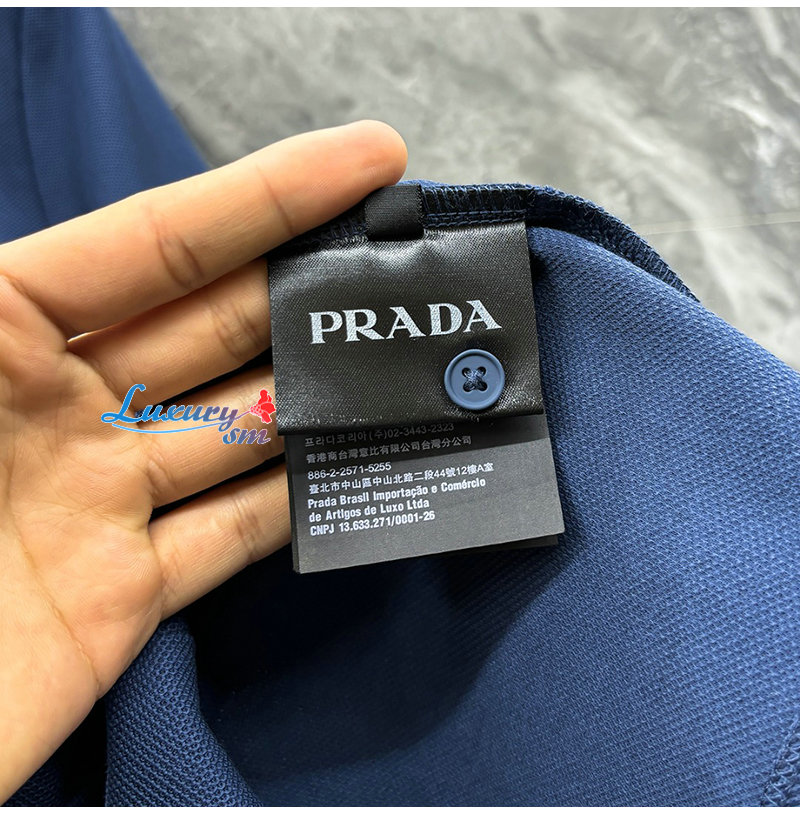 PRADA
Luxury
sm
프라다코리아(주)02-3443-2323
香港商台灣意比有限公司台灣分公司
886-2-2571-5255
臺北市中山區中山北路二段44號12樓A室
Prada Brasil Importação e Comércio
de Artigos de Luxo Ltda
CNPJ 13.633.271/0001-26